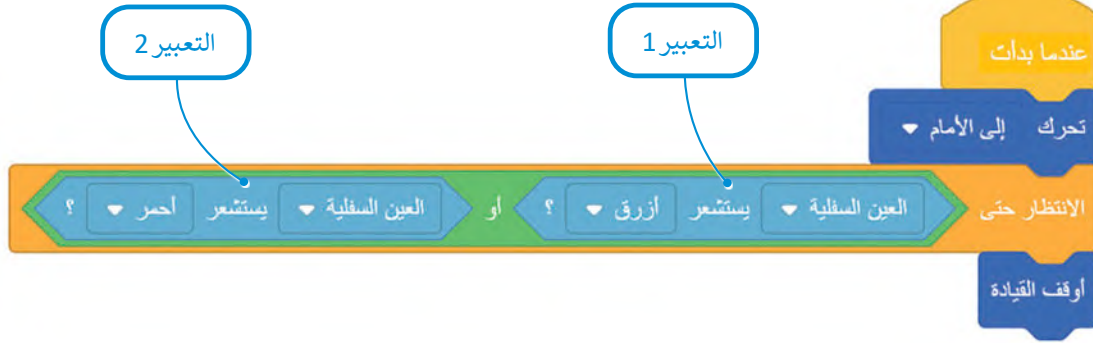 التعبير 1
التعبير 2
عندما بدأت
تحرك إلى الأمام
الانتظار حتى العين السفلية يستشعر أزرق ؟ أو العين السفلية يستشعر أحمر ؟
أوقف القيادة